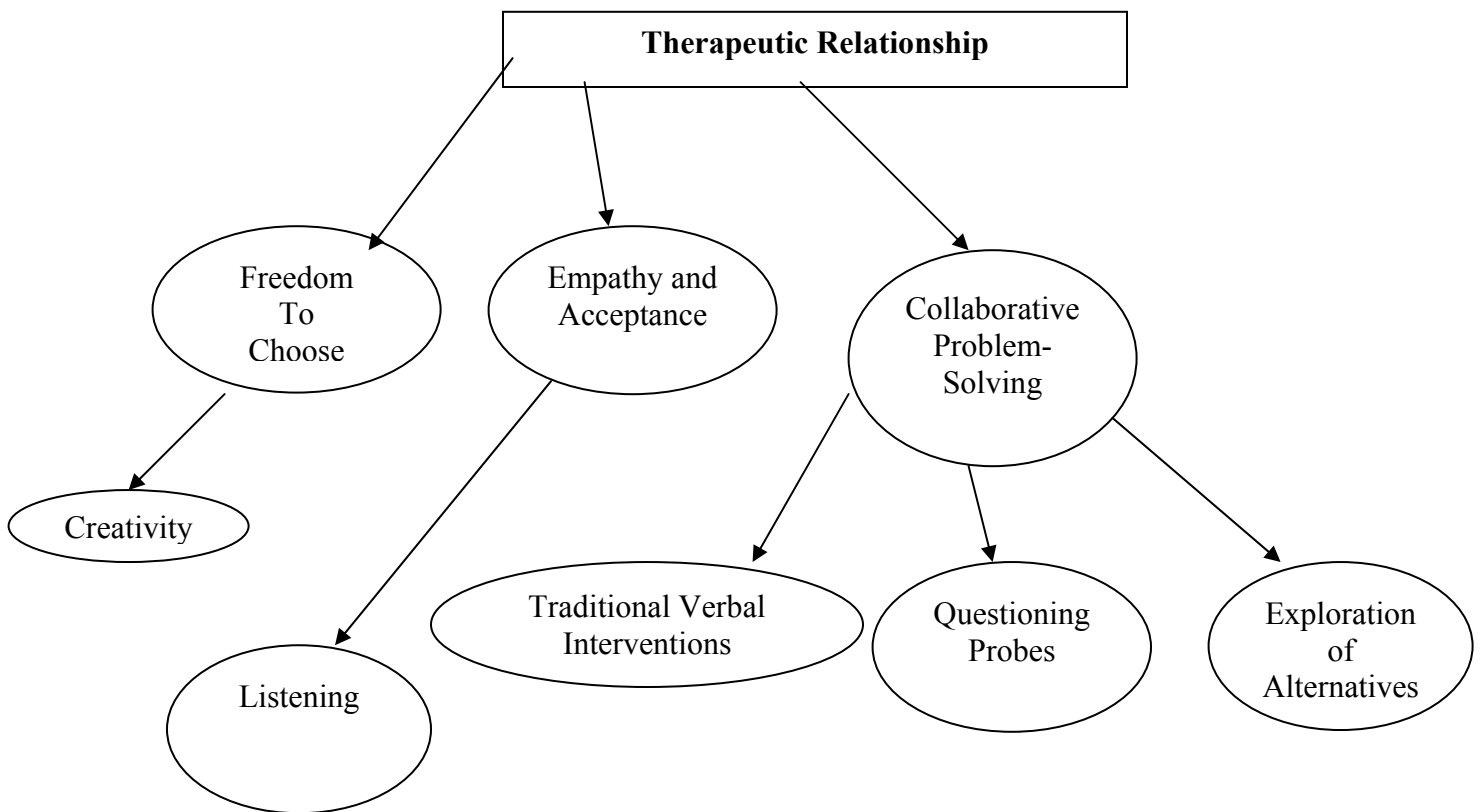 Therapeutic Relationship
Freedom
To
Choose
Empathy and
Acceptance
Collaborative
Problem-
Solving
Creativity
Traditional Verbal
Interventions
Questioning
Probes
Exploration
of
Alternatives
Listening